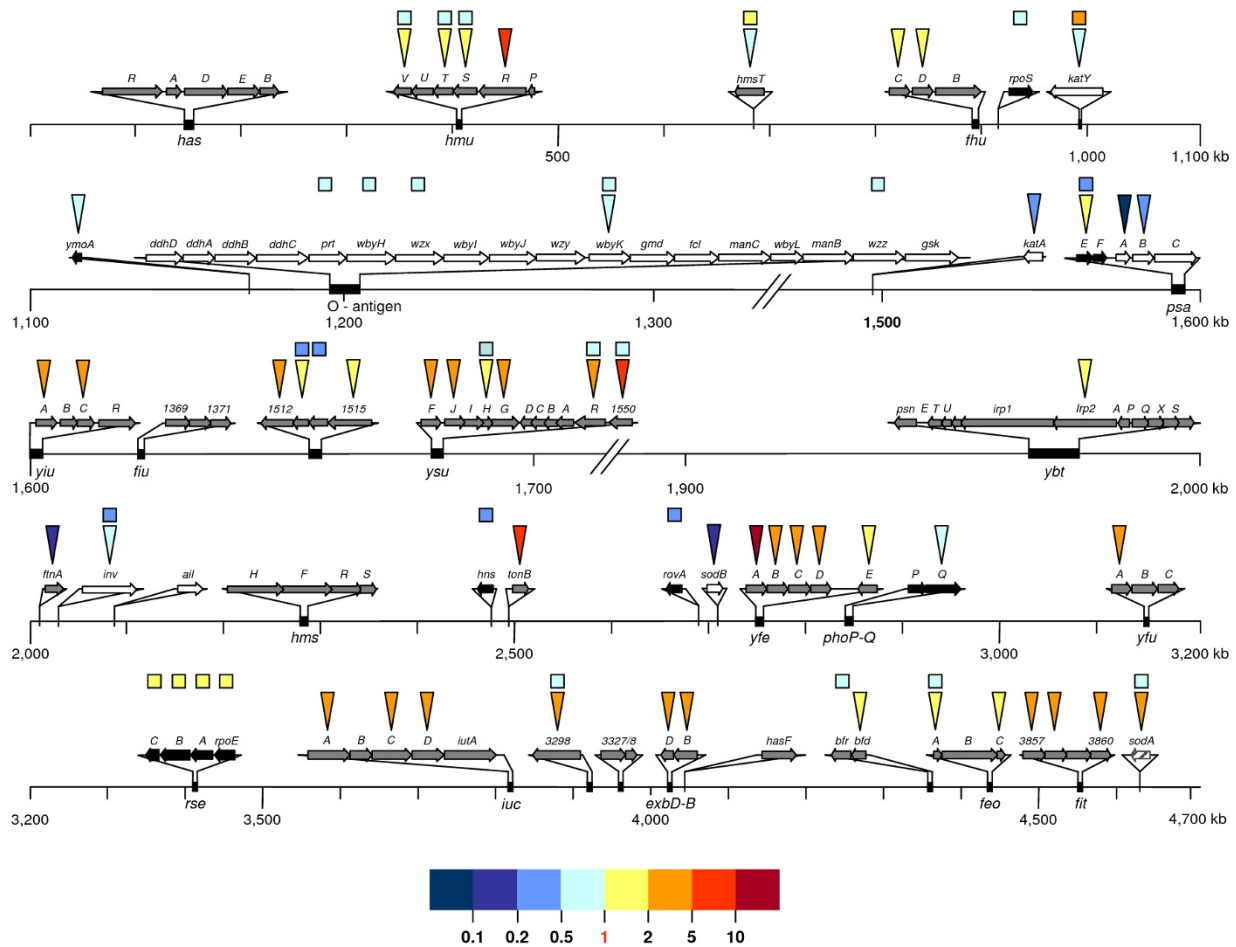 R A D E B V U T S R P hmsT C D B rpoS katY
has hmu 500 fhu 1,000 1,100 kb
ymoA ddhD ddhA ddhB ddhC prt wbyH wzx wbyI wbyJ wzy wbyK gmd fcl manC wbyL manB wzz gsk katA E F A B C
O - antigen psa
1,100 1,200 1,300 1,500 1,600
A B C R 1369 1371 1512 1515 F J I H G D C B A R 1550 psn E T U irp1 Irp2 A P Q X S
yiu fiu ysu ybt
1,600 1,700 1,900 2,000
ftnA inv ail H F R S hns tonB rovA sodB A B C D E P Q A B C
hms yfe phoP-Q yfu
2,000 2,500 3,000 3,200 kb
C B A rpoE A B C D iutA 3298 3327/8 D B hasF bfr bfd A B C 3857 3860 sodA
rse iuc exbD-B feo fit
3,200 3,500 4,000 4,500 4,700 kb
0.1 0.2 0.5 1 2 5 10